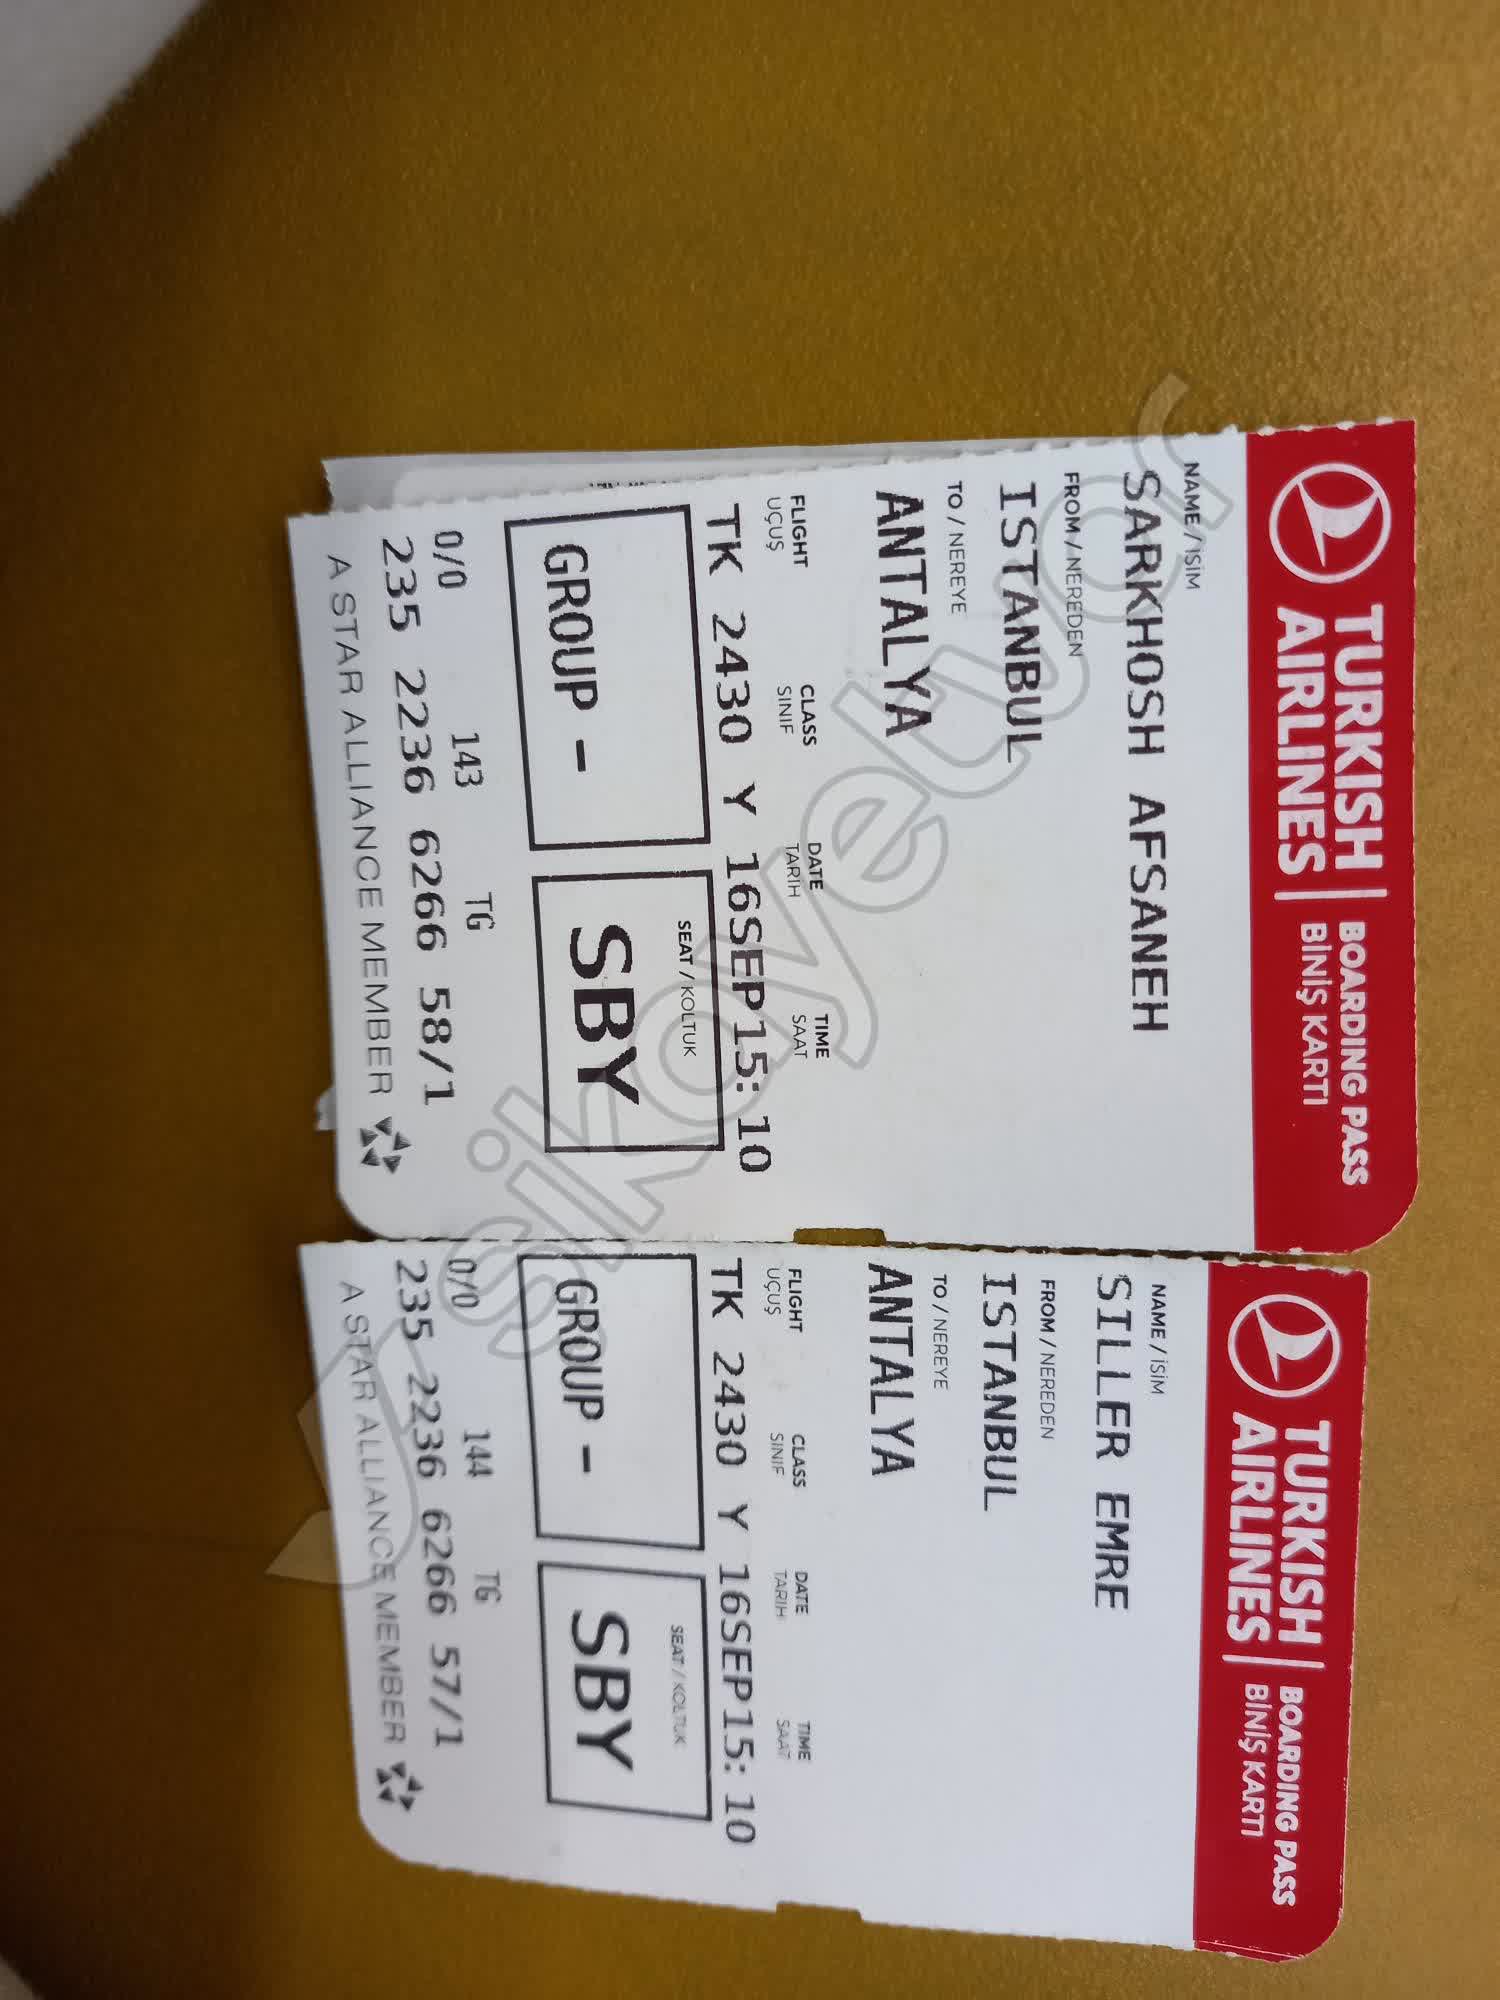 TURKISH AIRLINES
BOARDING PASS
BİNİŞ KARTI
NAME / İSİM
SARKHOSH AFSANEH
FROM / NEREDEN
ISTANBUL
TO / NEREYE
ANTALYA
FLIGHT CLASS DATE TIME
UÇUŞ SINIF TARİH SAAT
TK 2430 Y 16SEP15:10
SEAT / KOLTUK
GROUP - SBY
0/0 143 TG
235 2236 6266 58/1
A STAR ALLIANCE MEMBER
TURKISH AIRLINES
BOARDING PASS
BİNİŞ KARTI
NAME / İSİM
SILLER EMRE
FROM / NEREDEN
ISTANBUL
TO / NEREYE
ANTALYA
FLIGHT CLASS DATE TIME
UÇUŞ SINIF TARİH SAAT
TK 2430 Y 16SEP15:10
SEAT / KOLTUK
GROUP - SBY
0/0 144 TG
235 2236 6266 57/1
A STAR ALLIANCE MEMBER
sikayetvar